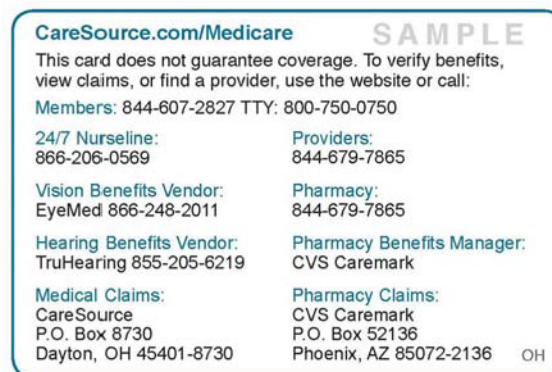 CareSource.com/Medicare SAMPLE
This card does not guarantee coverage. To verify benefits,
view claims, or find a provider, use the website or call:
Members: 844-607-2827 TTY: 800-750-0750
24/7 Nurseline:
866-206-0569
Providers:
844-679-7865
Vision Benefits Vendor:
EyeMed 866-248-2011
Pharmacy:
844-679-7865
Hearing Benefits Vendor:
TruHearing 855-205-6219
Pharmacy Benefits Manager:
CVS Caremark
Medical Claims:
CareSource
P.O. Box 8730
Dayton, OH 45401-8730
Pharmacy Claims:
CVS Caremark
P.O. Box 52136
Phoenix, AZ 85072-2136
OH